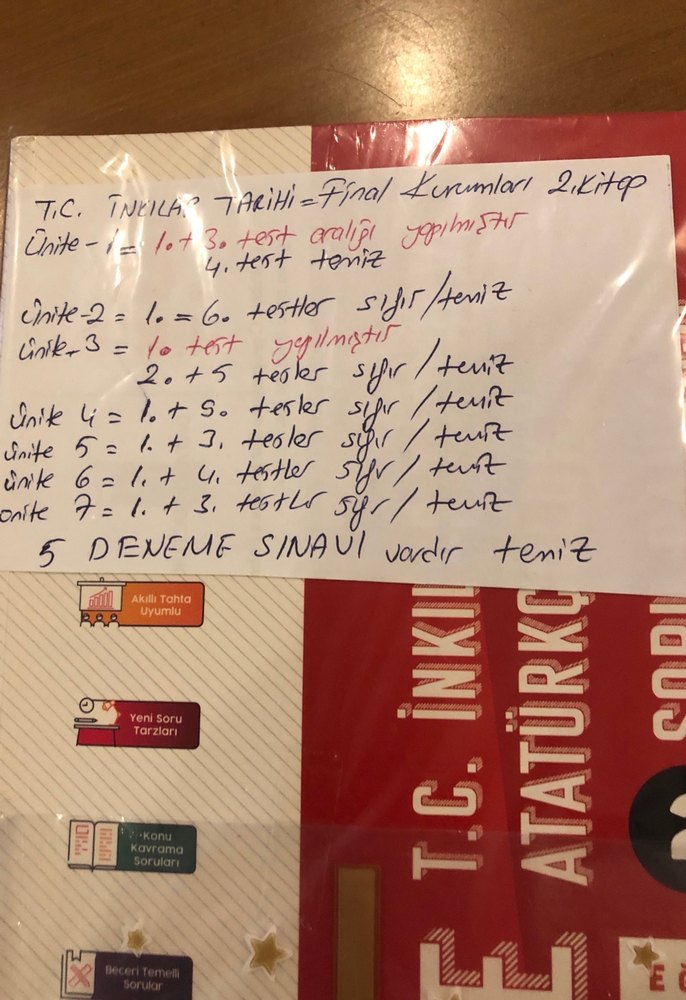 T.C. İNKILAP TARİHİ = Final Kurumları 2. Kitap
Ünite - 1 = 1. + 3. test aralığı yapılmıştır
4. test temiz
Ünite - 2 = 1. = 6. testler sıfır / temiz
Ünite - 3 = 1. test yapılmıştır
2. + 5 tesler sıfır / temiz
Ünite 4 = 1. + 5. tesler sıfır / temiz
Ünite 5 = 1. + 3. tesler sıfır / temiz
Ünite 6 = 1. + 4. testler sıfır / temiz
Ünite 7 = 1. + 3. testler sıfır / temiz
5 DENEME SINAVI vardır temiz
Akıllı Tahta
Uyumlu
Yeni Soru
Tarzları
Konu
Kavrama
Soruları
Beceri Temelli
Sorular
T.C. İNKIL
ATATÜRKÇ
SORU